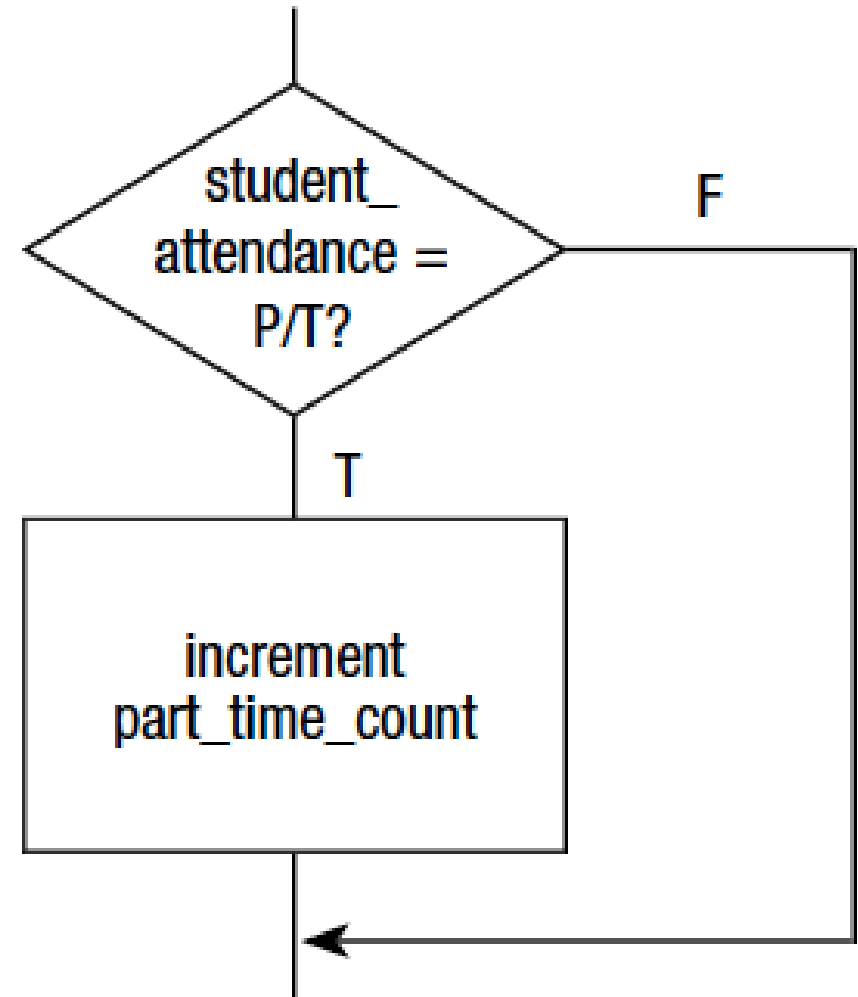 student_
attendance =
P/T?
F
T
increment
part_time_count